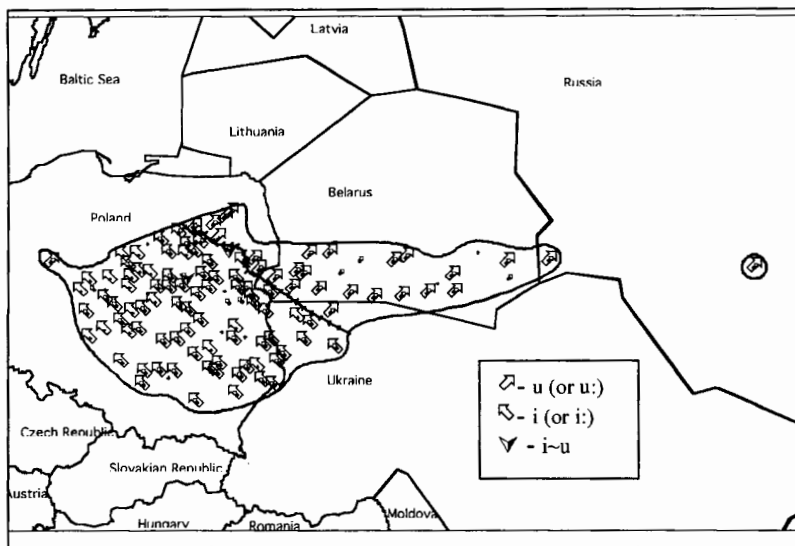 Latvia
Baltic Sea
Russia
Lithuania
Belarus
Poland
Ukraine
- u (or u:)
- i (or i:)
- i~u
Czech Republic
Slovakian Republic
Austria
Hungary
Romania
Moldova